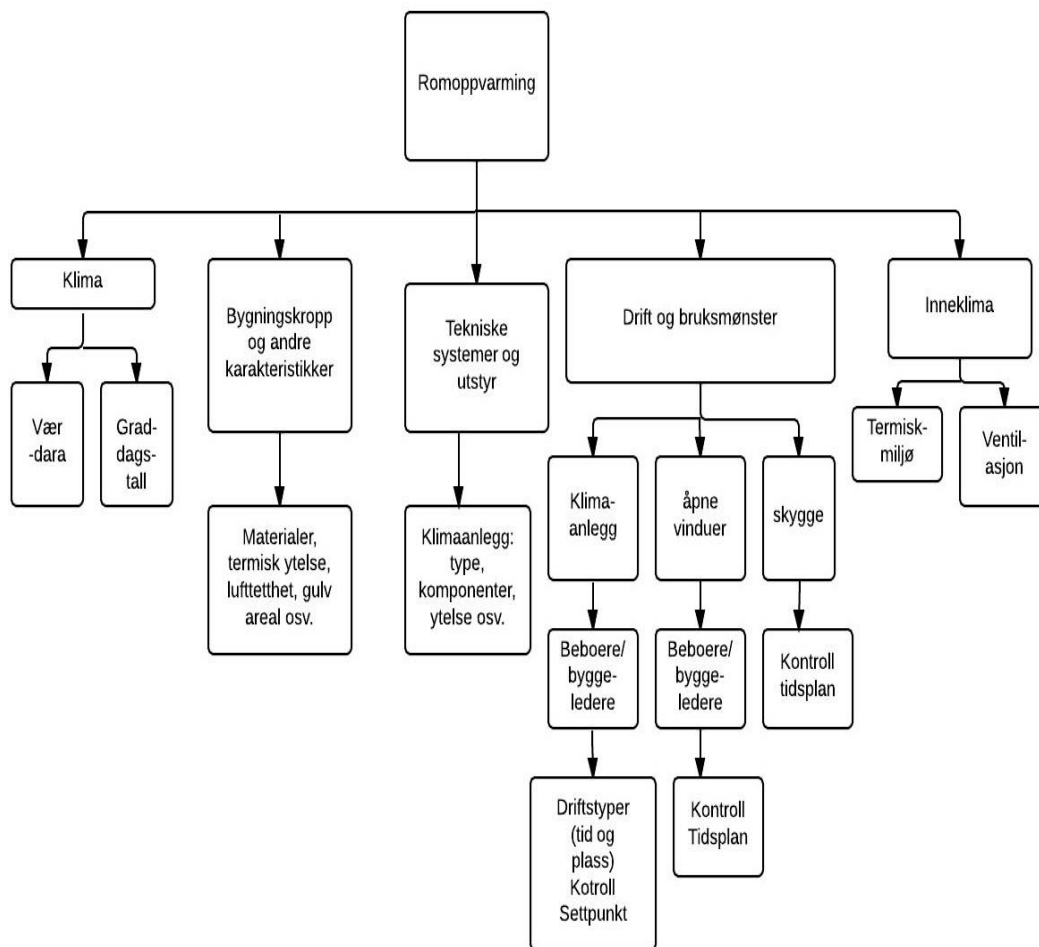 Romoppvarming
Klima
Bygningskropp
og andre
karakteristikker
Tekniske
systemer og
utstyr
Drift og bruksmønster
Inneklima
Vær
-dara
Grad-
dags-
tall
Materialer,
termisk ytelse,
lufttetthet, gulv
areal osv.
Klimaanlegg:
type,
komponenter,
ytelse osv.
Klima-
anlegg
åpne
vinduer
skygge
Termisk-
miljø
Ventil-
asjon
Beboere/
bygge-
ledere
Beboere/
bygge-
ledere
Kontroll
tidsplan
Driftstyper
(tid og
plass)
Kotroll
Settpunkt
Kontroll
Tidsplan